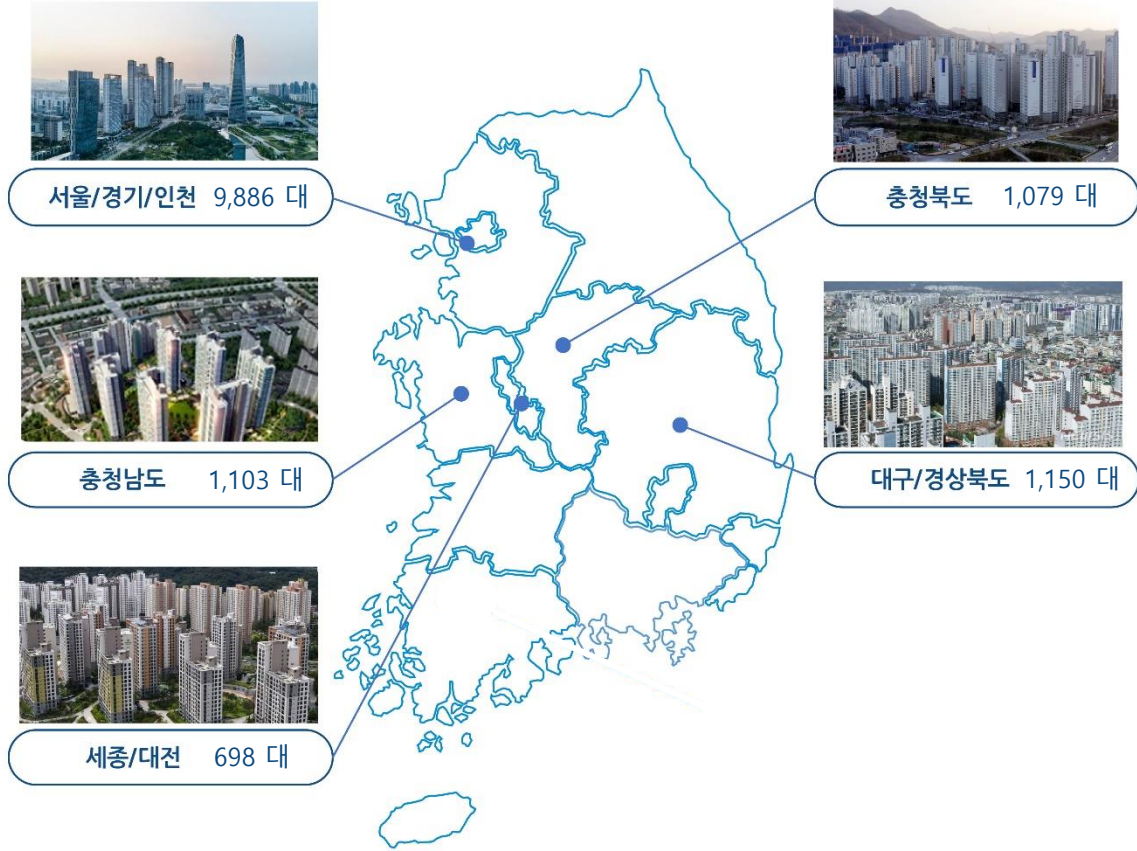 서울/경기/인천 9,886 대
충청북도 1,079 대
충청남도 1,103 대
대구/경상북도 1,150 대
세종/대전 698 대